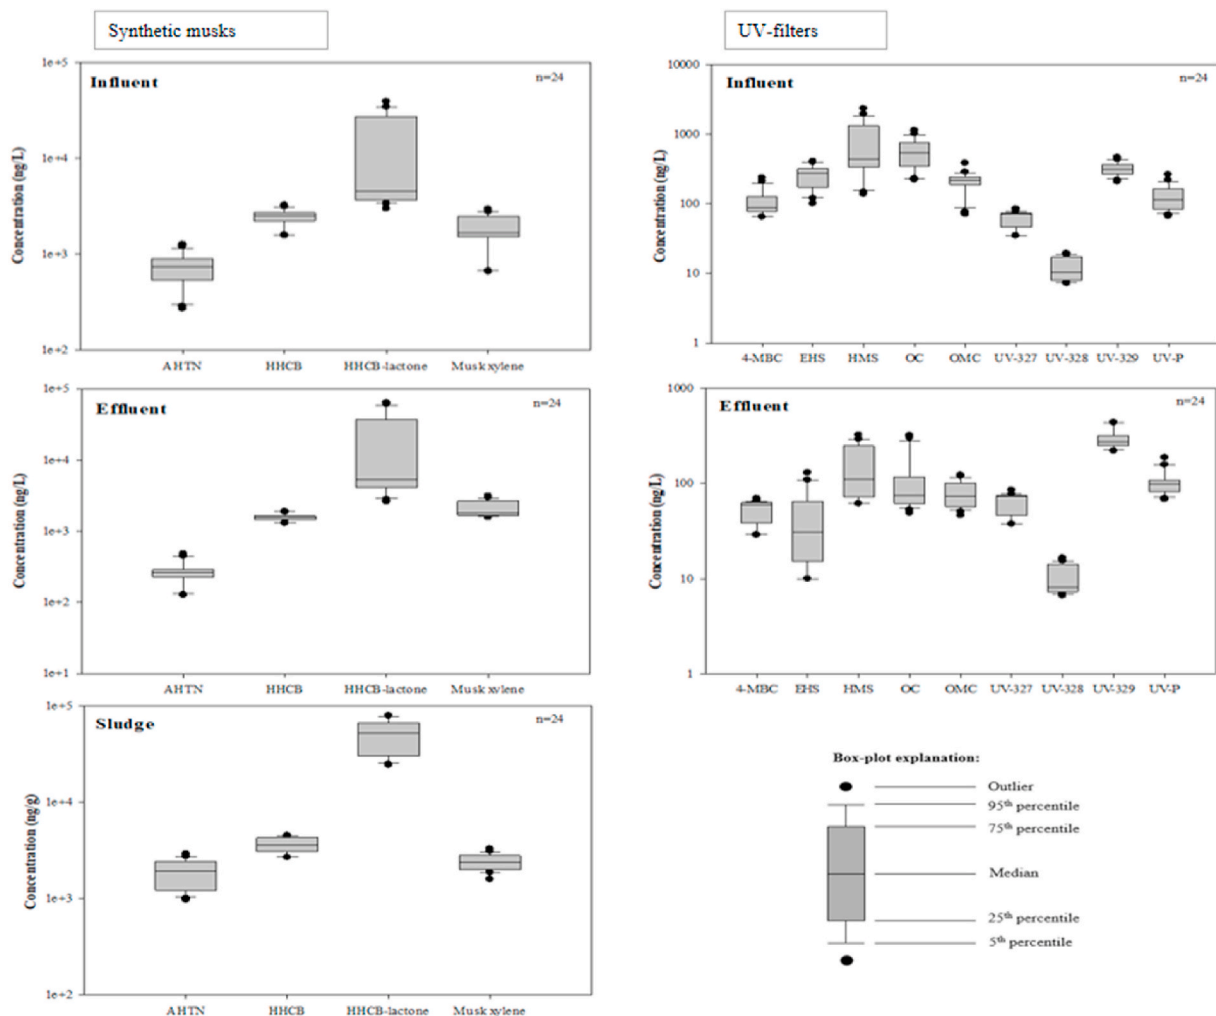 Synthetic musks
UV-filters
Influent
n=24
Concentration (ng/L)
1e+5
1e+4
1e+3
1e+2
AHTN
HHCB
HHCB-lactone
Musk xylene
Influent
n=24
Concentration (ng/L)
10000
1000
100
10
1
4-MBC
EHS
HMS
OC
OMC
UV-327
UV-328
UV-329
UV-P
Effluent
n=24
Concentration (ng/L)
1e+5
1e+4
1e+3
1e+2
1e+1
AHTN
HHCB
HHCB-lactone
Musk xylene
Effluent
n=24
Concentration (ng/L)
1000
100
10
1
4-MBC
EHS
HMS
OC
OMC
UV-327
UV-328
UV-329
UV-P
Sludge
n=24
Concentration (ng/g)
1e+5
1e+4
1e+3
1e+2
AHTN
HHCB
HHCB-lactone
Musk xylene
Box-plot explanation:
Outlier
95th percentile
75th percentile
Median
25th percentile
5th percentile